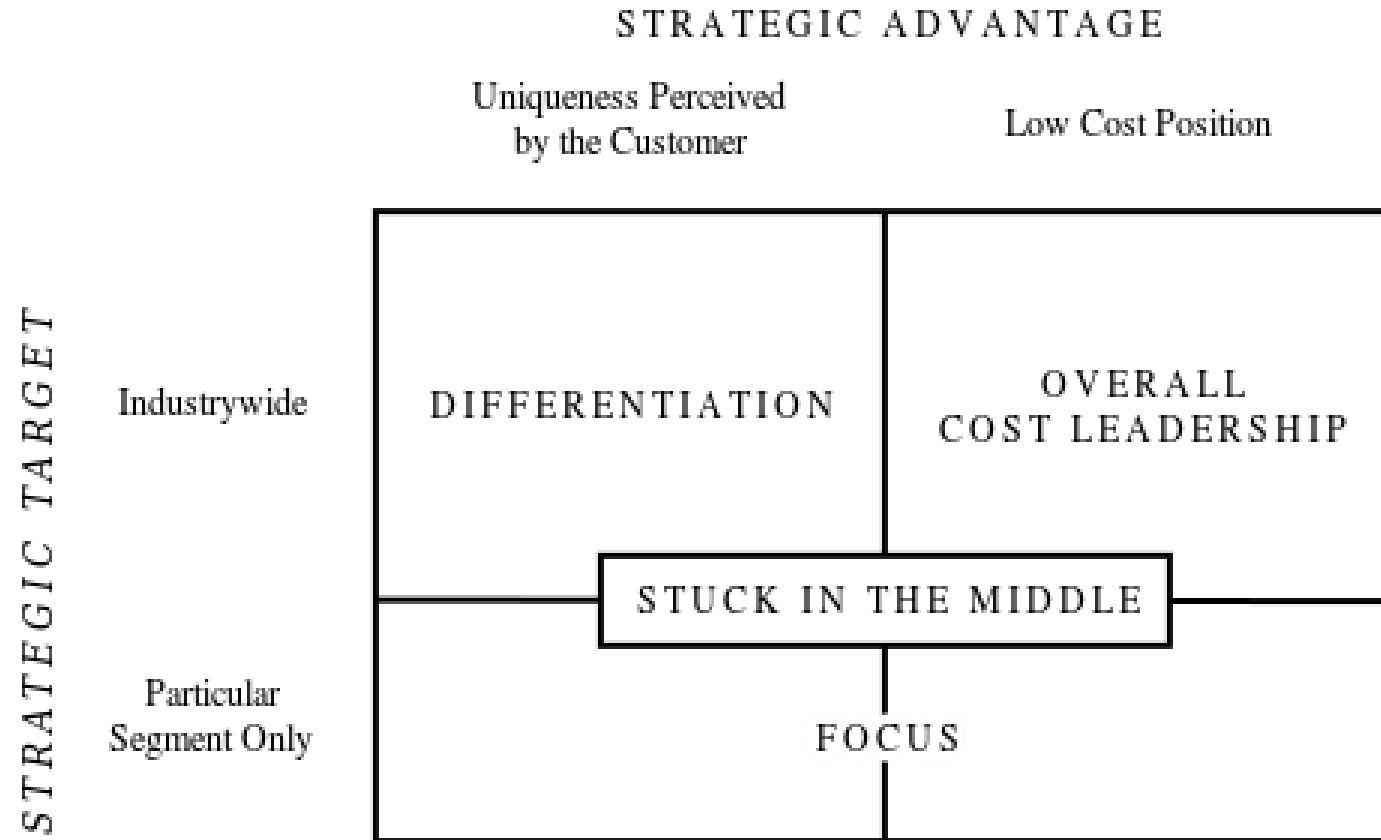 STRATEGIC ADVANTAGE
Uniqueness Perceived
by the Customer
Low Cost Position
STRATEGIC TARGET
Industrywide
DIFFERENTIATION
OVERALL
COST LEADERSHIP
STUCK IN THE MIDDLE
Particular
Segment Only
FOCUS